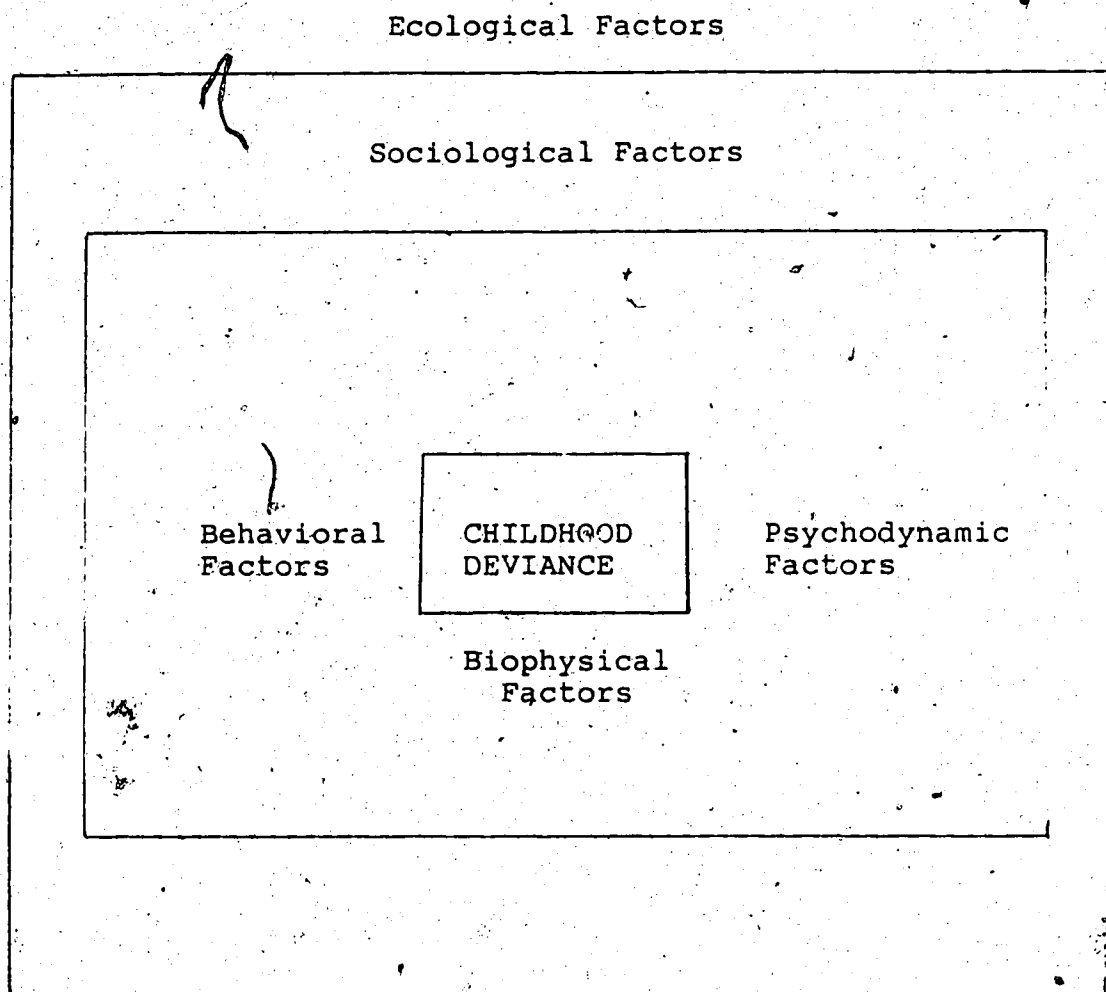 Ecological Factors
Sociological Factors
Behavioral
Factors
CHILDHOOD
DEVIANCE
Psychodynamic
Factors
Biophysical
Factors